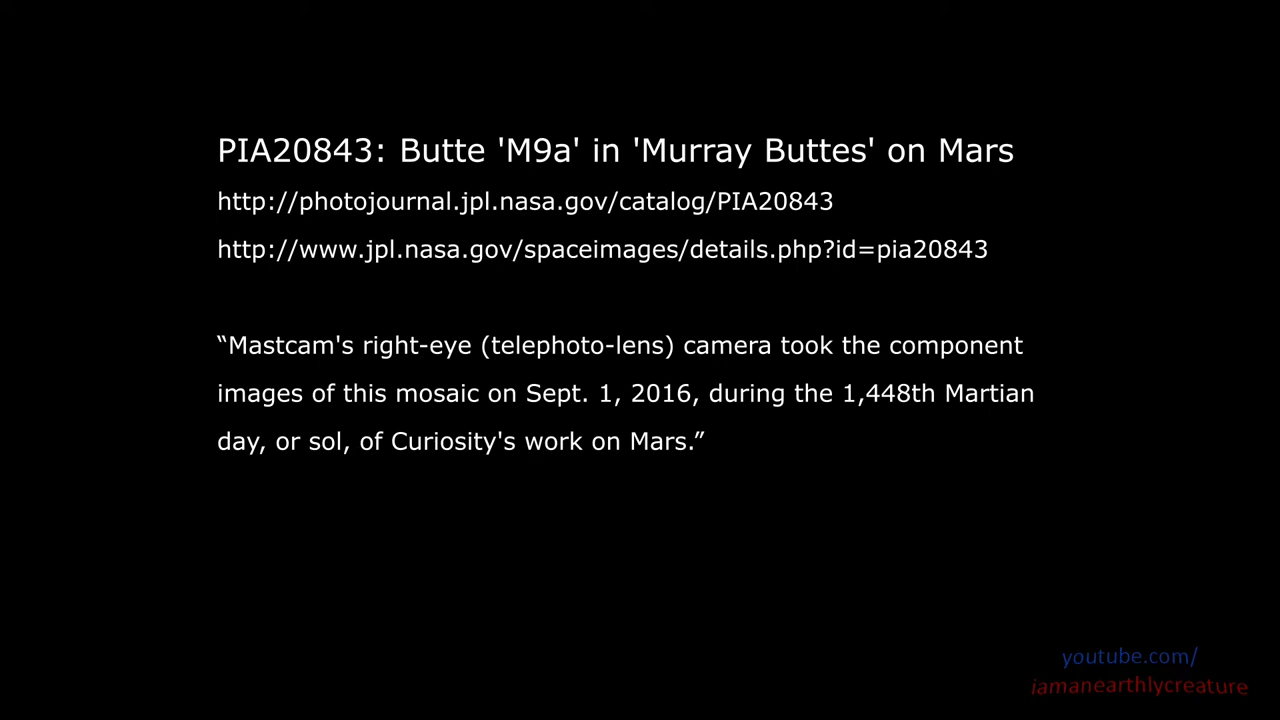 PIA20843: Butte 'M9a' in 'Murray Buttes' on Mars
http://photojournal.jpl.nasa.gov/catalog/PIA20843
http://www.jpl.nasa.gov/spaceimages/details.php?id=pia20843
“Mastcam's right-eye (telephoto-lens) camera took the component
images of this mosaic on Sept. 1, 2016, during the 1,448th Martian
day, or sol, of Curiosity's work on Mars.”
youtube.com/
iamanearthlycreature